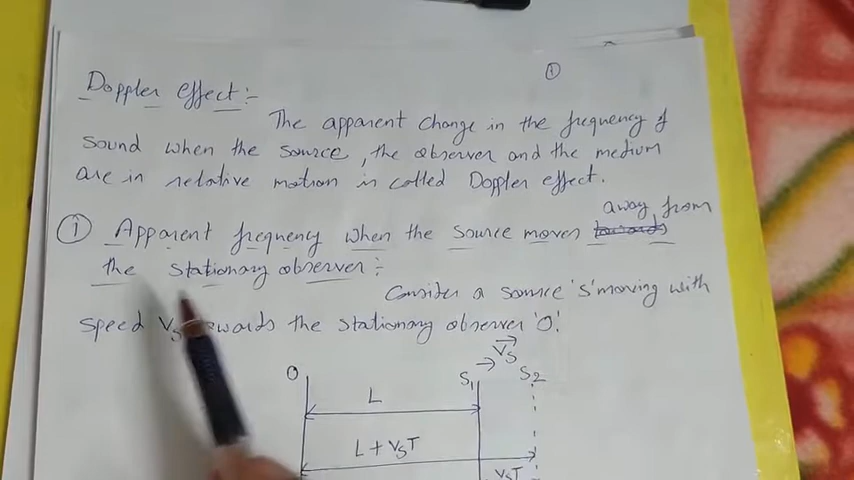 ①
Doppler effect :-
The apparent change in the frequency of
sound when the source, the observer and the medium
are in relative motion is called Doppler effect.
away from
① Apparent frequency when the source moves towards
the stationary observer :-
Consider a source 's' moving with
speed Vs towards the stationary observer 'O'.
Vs
O S1 S2
L
L + VsT
VsT